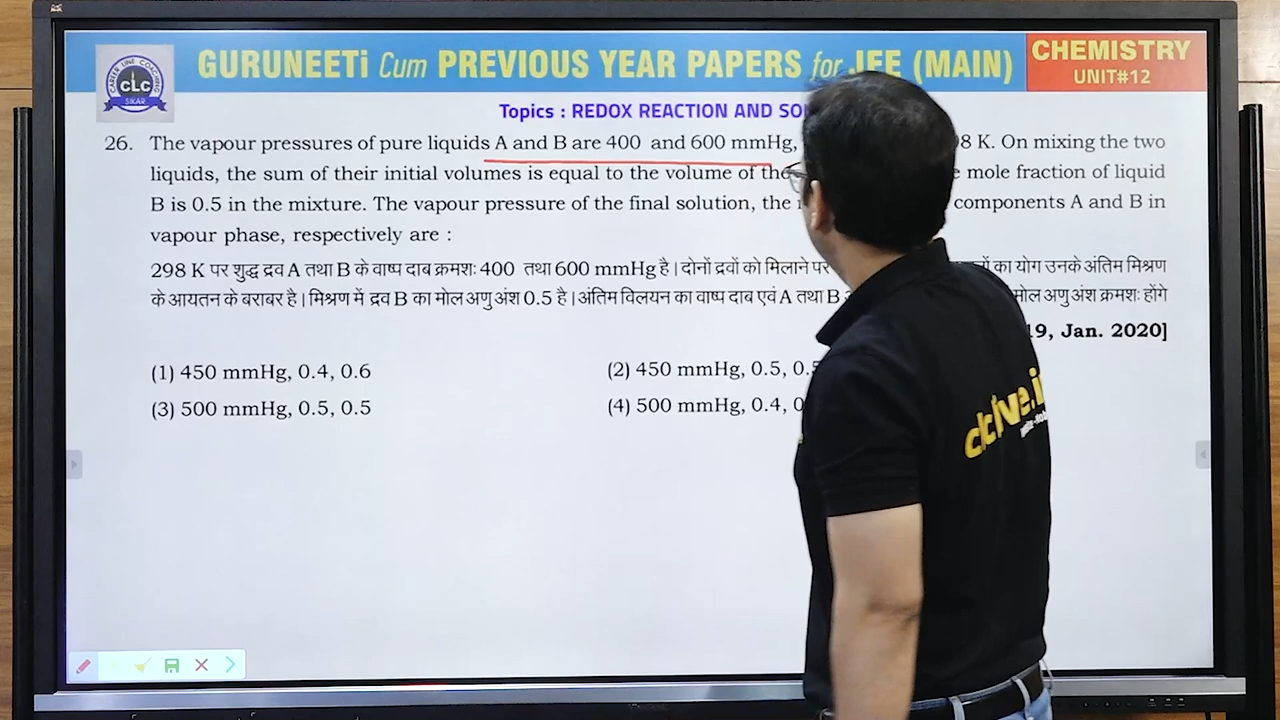 GURUNEETi Cum PREVIOUS YEAR PAPERS for JEE (MAIN)
CHEMISTRY
UNIT#12
CAREER LINE COACHING
CLC
SIKAR
Topics : REDOX REACTION AND
26. The vapour pressures of pure liquids A and B are 400 and 600 mmHg, K. On mixing the two
liquids, the sum of their initial volumes is equal to the volume of the mole fraction of liquid
B is 0.5 in the mixture. The vapour pressure of the final solution, the components A and B in
vapour phase, respectively are :
298 K पर शुद्ध द्रव A तथा B के वाष्प दाब क्रमशः 400 तथा 600 mmHg है। दोनों द्रवों को मिलाने पर का योग उनके अंतिम मिश्रण
के आयतन के बराबर है। मिश्रण में द्रव B का मोल अणु अंश 0.5 है। अंतिम विलयन का वाष्प दाब एवं A तथा B मोल अणु अंश क्रमशः होंगे
Jan. 2020]
(1) 450 mmHg, 0.4, 0.6
(2) 450 mmHg, 0.5,
(3) 500 mmHg, 0.5, 0.5
(4) 500 mmHg, 0.4,